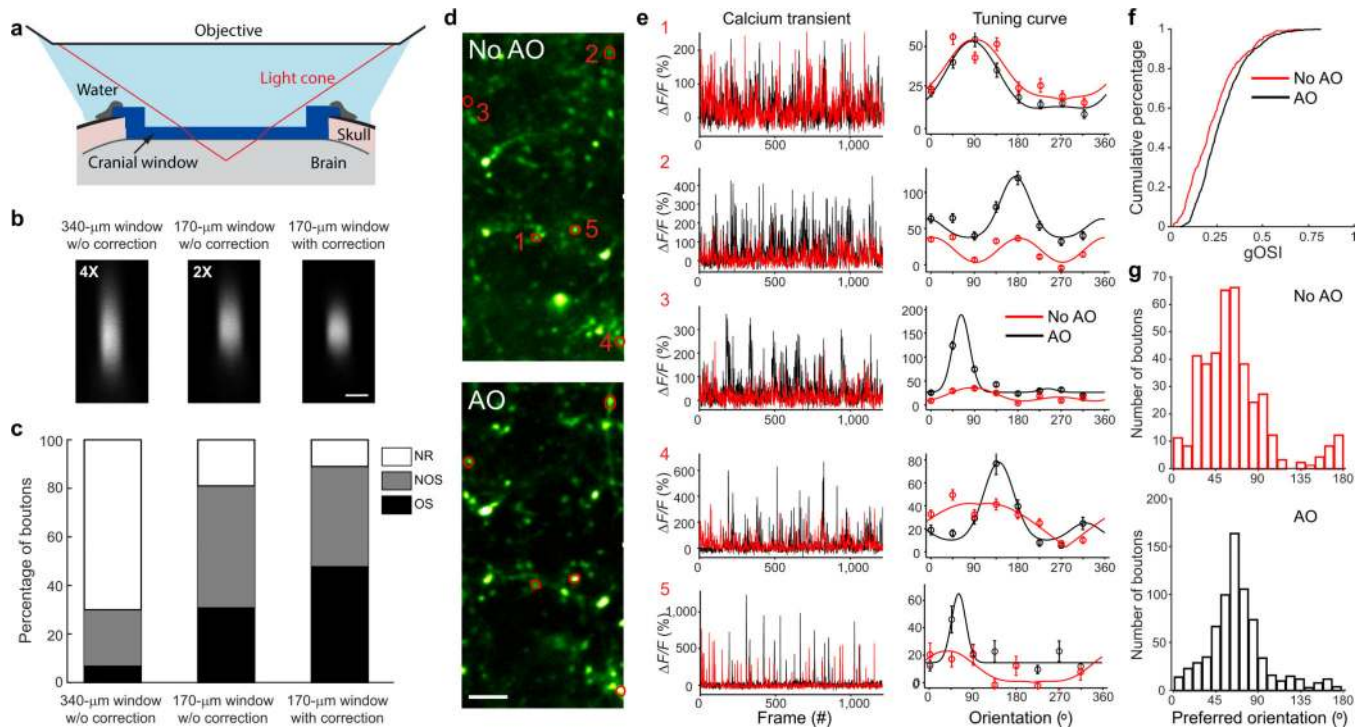 a
Objective
Water
Light cone
Skull
Cranial window
Brain
b
340-μm window
w/o correction
170-μm window
w/o correction
170-μm window
with correction
4X
2X
c
Percentage of boutons
100
80
60
40
20
0
NR
NOS
OS
340-μm window
w/o correction
170-μm window
w/o correction
170-μm window
with correction
d
No AO
2
3
1
5
4
AO
e
Calcium transient
Tuning curve
1
ΔF/F (%)
200
100
0
500
1,000
50
25
0
0 90 180 270 360
2
ΔF/F (%)
400
300
200
100
0
500
1,000
100
50
0
0 90 180 270 360
3
ΔF/F (%)
300
200
100
0
500
1,000
No AO
AO
200
150
100
50
0
0 90 180 270 360
4
ΔF/F (%)
600
400
200
0
500
1,000
80
60
40
20
0
0 90 180 270 360
5
ΔF/F (%)
1,000
500
0
500
1,000
60
40
20
0
0 90 180 270 360
Frame (#)
Orientation (o)
f
Cumulative percentage
1
0.8
0.6
0.4
0.2
0
No AO
AO
0.25 0.5 0.75 1
gOSI
g
No AO
Number of boutons
70
60
50
40
30
20
10
0
0 45 90 135 180
AO
Number of boutons
200
150
100
50
0
0 45 90 135 180
Preferred orientation (o)